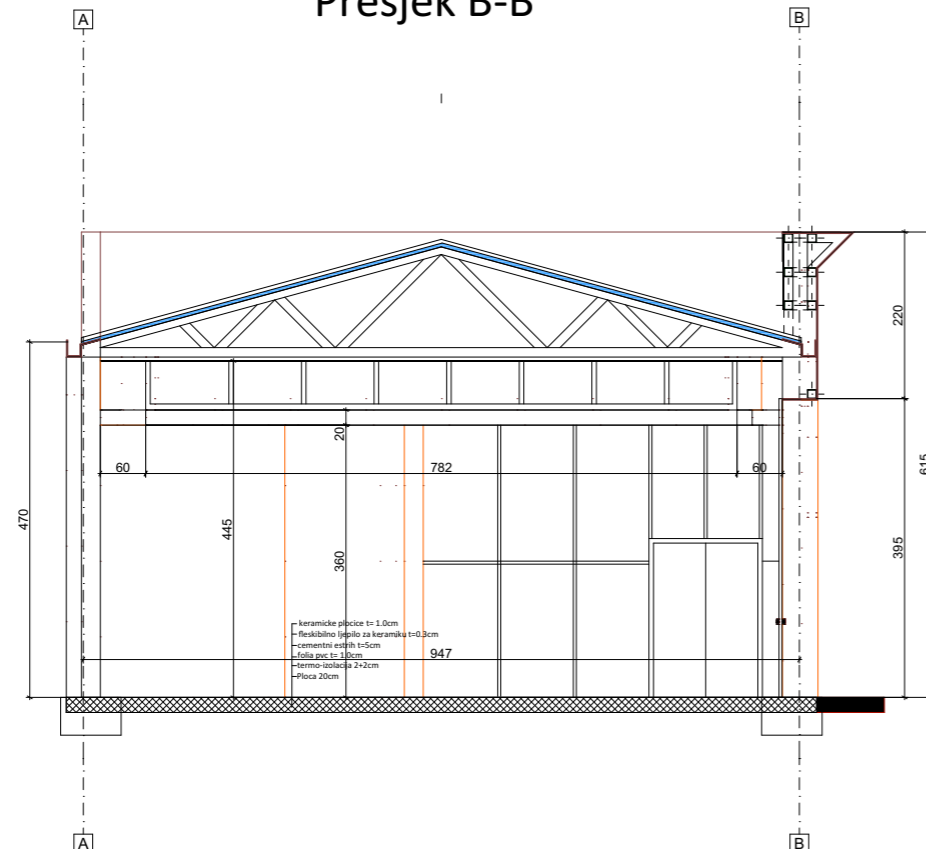 Presjek B-B
A
B
220
615
20
60
782
60
470
445
360
395
keramicke plocice t= 1.0cm
fleskibilno ljepilo za keramiku t=0.3cm
cementni estrih t=5cm
folia pvc t= 1.0cm
termo-izolacija 2+2cm
Ploca 20cm
947
A
B